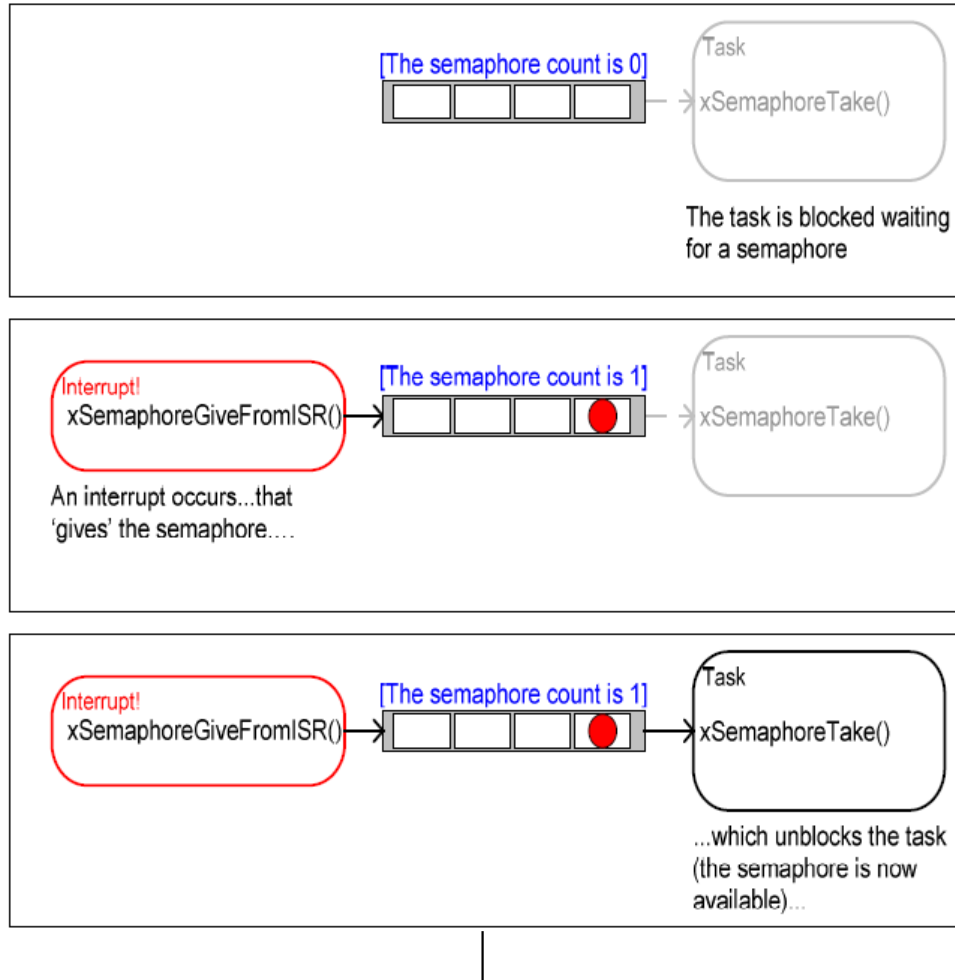 [The semaphore count is 0]
Task
xSemaphoreTake()
The task is blocked waiting
for a semaphore
Interrupt!
xSemaphoreGiveFromISR()
[The semaphore count is 1]
Task
xSemaphoreTake()
An interrupt occurs...that
'gives' the semaphore....
Interrupt!
xSemaphoreGiveFromISR()
[The semaphore count is 1]
Task
xSemaphoreTake()
...which unblocks the task
(the semaphore is now
available)...